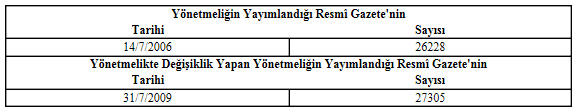 Yönetmeliğin Yayımlandığı Resmî Gazete'nin
Tarihi Sayısı
14/7/2006 26228
Yönetmelikte Değişiklik Yapan Yönetmeliğin Yayımlandığı Resmî Gazete'nin
Tarihi Sayısı
31/7/2009 27305